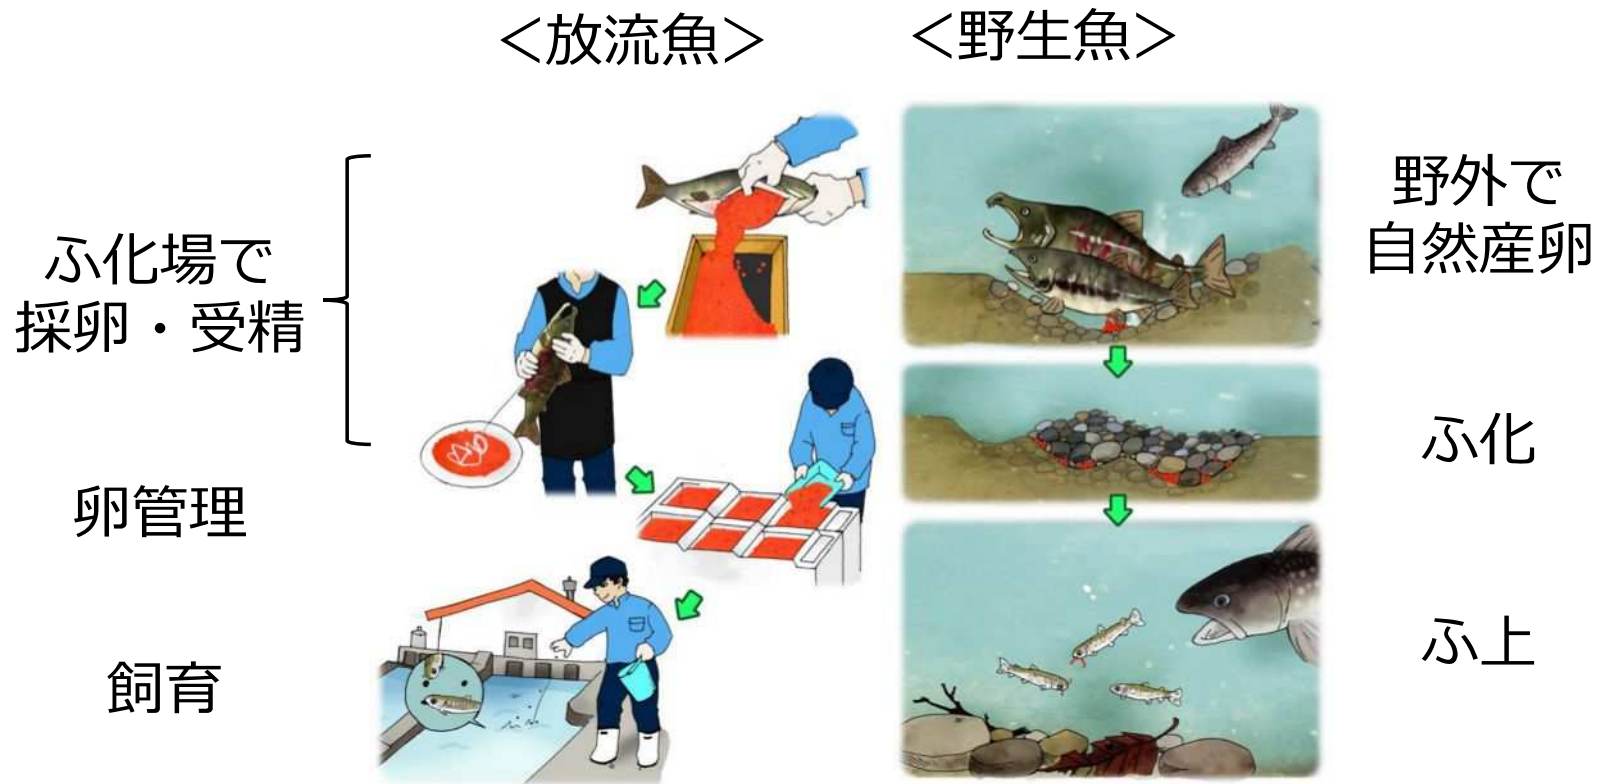 ＜放流魚＞
＜野生魚＞
ふ化場で
採卵・受精
卵管理
飼育
野外で
自然産卵
ふ化
ふ上